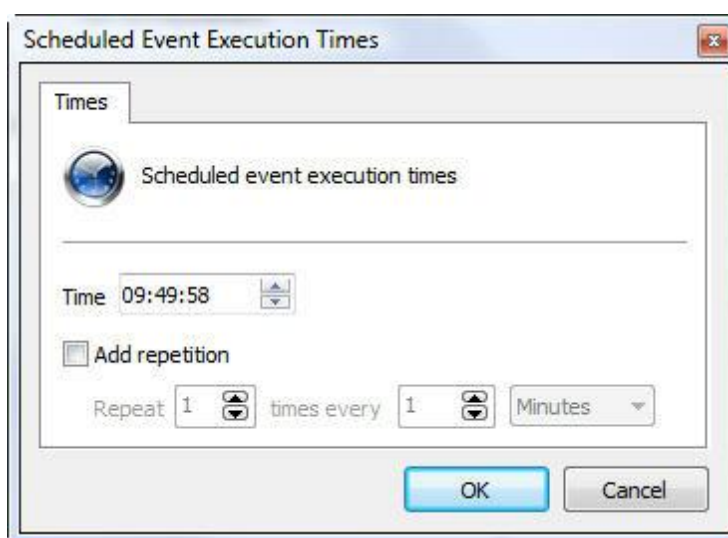 Scheduled Event Execution Times
Times
Scheduled event execution times
Time 09:49:58
Add repetition
Repeat 1 times every 1 Minutes
OK Cancel